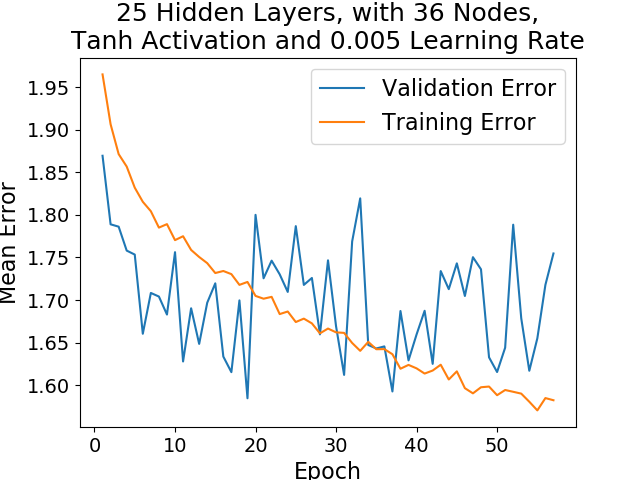 25 Hidden Layers, with 36 Nodes,
Tanh Activation and 0.005 Learning Rate
Validation Error
Training Error
Mean Error
1.95
1.90
1.85
1.80
1.75
1.70
1.65
1.60
0 10 20 30 40 50
Epoch